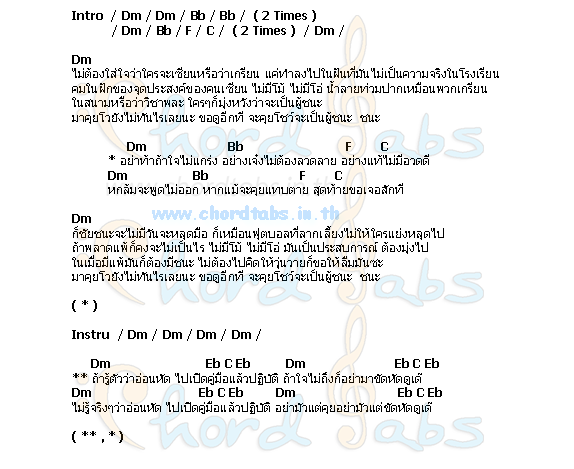 Intro / Dm / Dm / Bb / Bb / ( 2 Times )
/ Dm / Bb / F / C / ( 2 Times ) / Dm /
Dm
ไม่ต้องใส่ใจว่าใครจะเซียนหรือว่าเกรียน แค่ทำลงไปในฝันที่มันไม่เป็นความจริงในโรงเรียน
คมในฝักของจุดประสงค์ของคนเซียน ไม่มีโม้ ไม่มีโอ่ น้ำลายท่วมปากเหมือนพวกเกรียน
ในสนามหรือว่าวิชาพละ ใครๆก็มุ่งหวังว่าจะเป็นผู้ชนะ
มาคุยโวยังไม่ทันไรเลยนะ ขอดูอีกที จะคุยโชว์จะเป็นผู้ชนะ ชนะ
Dm Bb F C
* อย่าท้าถ้าใจไม่แกร่ง อย่างเจ๋งไม่ต้องลวดลาย อย่างแท้ไม่มีอวดดี
Dm Bb F C
หกล้มจะพูดไม่ออก หากแม้จะคุยแทบตาย สุดท้ายขอเจอสักที
www.chordtabs.in.th
Dm
ก็ชัยชนะจะไม่มีวันจะหลุดมือ ก็เหมือนฟุตบอลที่ลากเลี้ยงไม่ให้ใครแย่งหลุดไป
ถ้าพลาดแพ้ก็คงจะไม่เป็นไร ไม่มีโม้ ไม่มีโอ่ มันเป็นประสบการณ์ ต้องมุ่งไป
ในเมื่อมีแพ้มันก็ต้องมีชนะ ไม่ต้องไปคิดให้วุ่นวายก็ขอให้ลืมมันซะ
มาคุยโวยังไม่ทันไรเลยนะ ขอดูอีกที จะคุยโชว์จะเป็นผู้ชนะ ชนะ
( * )
Instru / Dm / Dm / Dm / Dm /
Dm Eb C Eb Dm Eb C Eb
** ถ้ารู้ตัวว่าอ่อนหัด ไปเปิดคู่มือแล้วปฏิบัติ ถ้าใจไม่ถึงก็อย่ามาขัดหัดดูเด้
Dm Eb C Eb Dm Eb C Eb
ไม่รู้จริงๆว่าอ่อนหัด ไปเปิดคู่มือแล้วปฏิบัติ อย่ามัวแต่คุยอย่ามัวแต่ขัดหัดดูเด้
( ** , * )
Chord Tabs